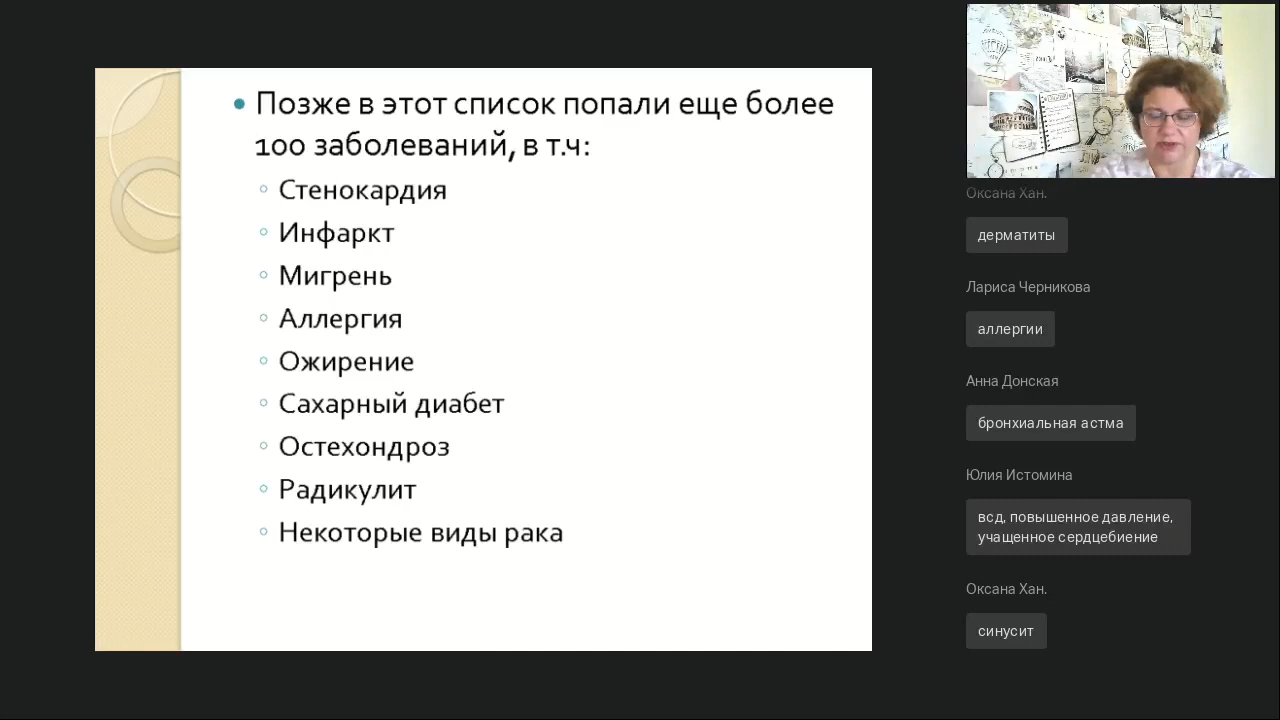 Позже в этот список попали еще более
100 заболеваний, в т.ч:
Стенокардия
Инфаркт
Мигрень
Аллергия
Ожирение
Сахарный диабет
Остехондроз
Радикулит
Некоторые виды рака
Оксана Хан.
дерматиты
Лариса Черникова
аллергии
Анна Донская
бронхиальная астма
Юлия Истомина
всд, повышенное давление,
учащенное сердцебиение
Оксана Хан.
синусит